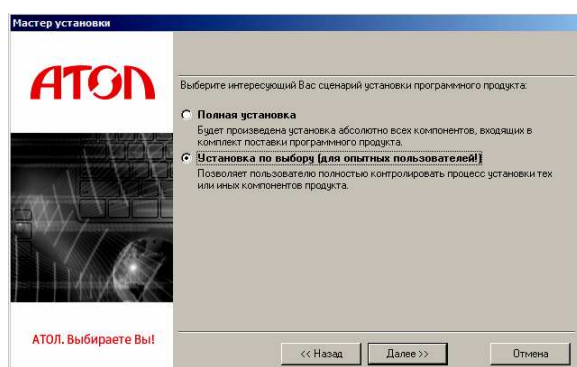 Мастер установки
АТОЛ
Выберите интересующий Вас сценарий установки программного продукта:
Полная установка
Будет произведена установка абсолютно всех компонентов, входящих в
комплект поставки программного продукта.
Установка по выбору (для опытных пользователей!)
Позволяет пользователю полностью контролировать процесс установки тех
или иных компонентов продукта.
АТОЛ. Выбираете Вы!
<< Назад
Далее >>
Отмена